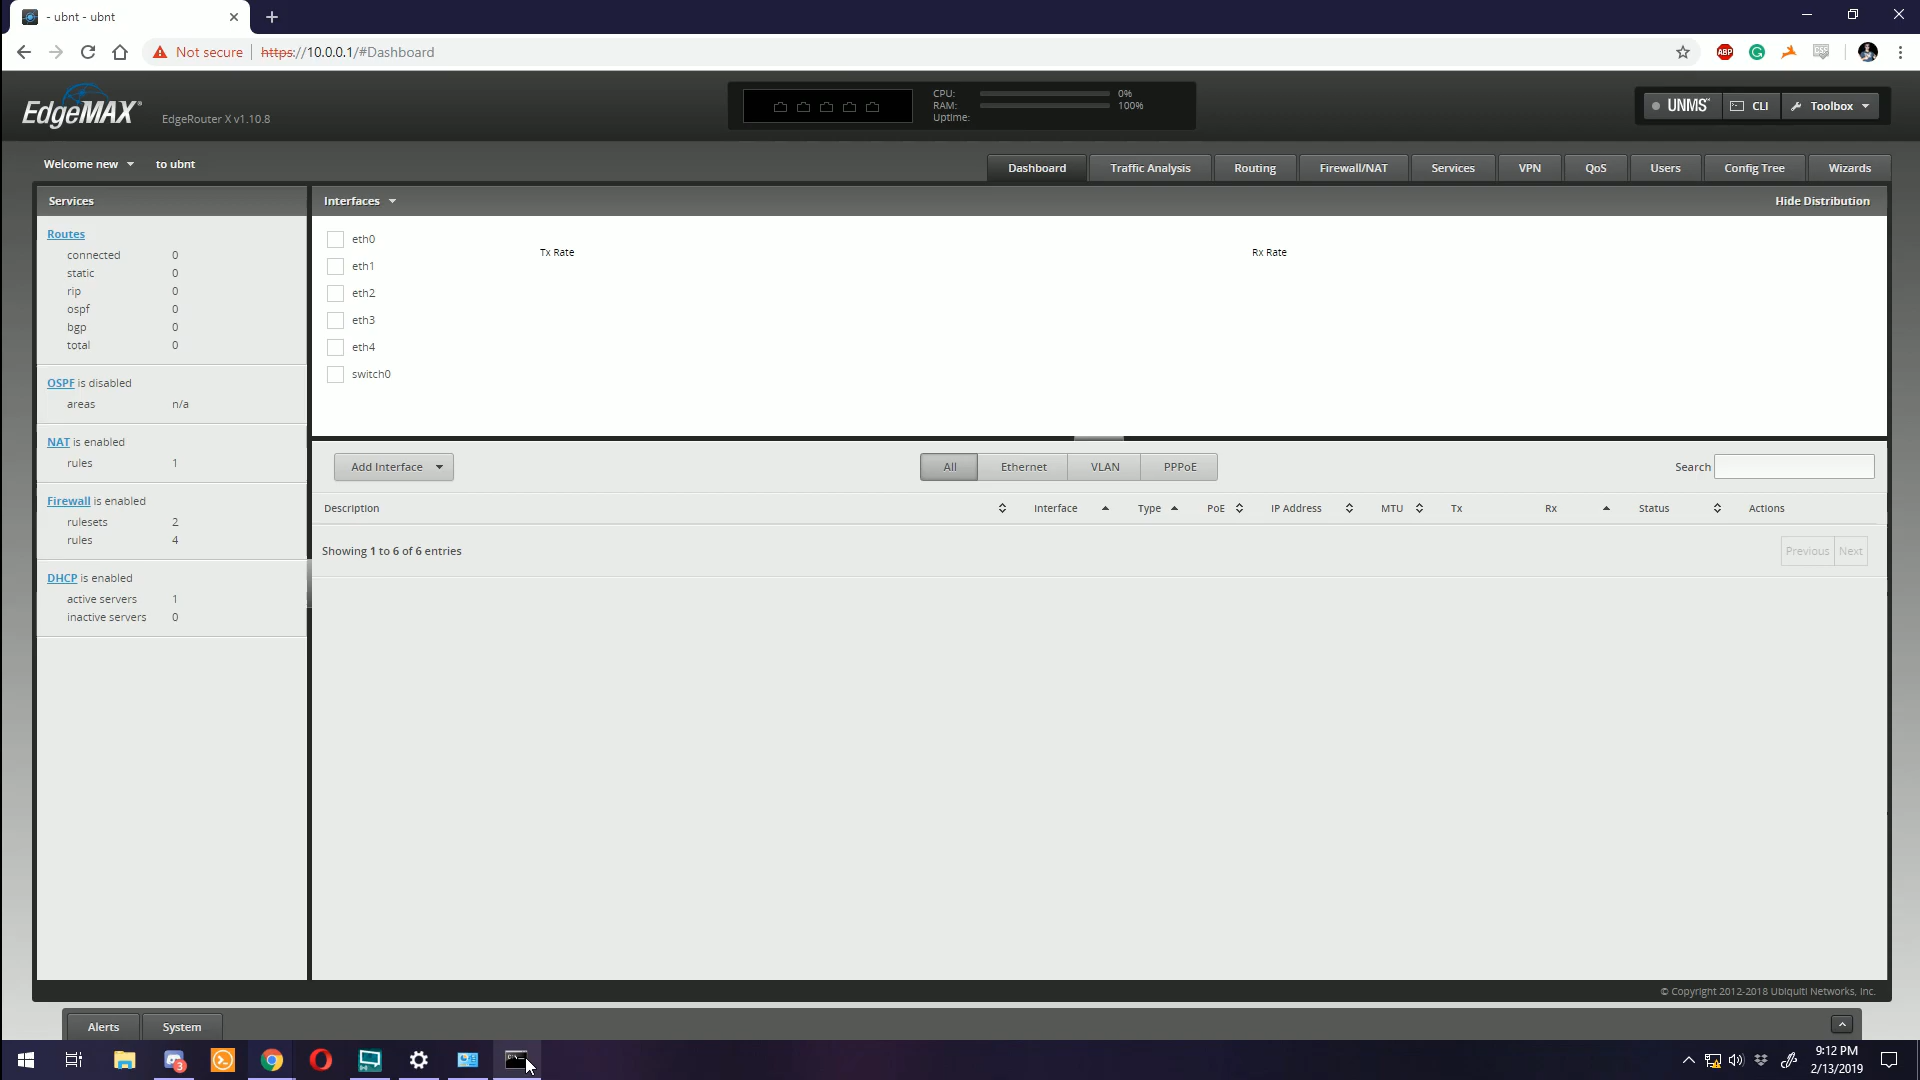 - ubnt - ubnt
Not secure https://10.0.0.1/#Dashboard
ABP
CSF
EdgeMAX
EdgeRouter X v1.10.8
CPU: 0%
RAM: 100%
Uptime:
UNMS CLI Toolbox
Welcome new to ubnt
Dashboard Traffic Analysis Routing Firewall/NAT Services VPN QoS Users Config Tree Wizards
Services
Routes
connected 0
static 0
rip 0
ospf 0
bgp 0
total 0
OSPF is disabled
areas n/a
NAT is enabled
rules 1
Firewall is enabled
rulesets 2
rules 4
DHCP is enabled
active servers 1
inactive servers 0
Interfaces Hide Distribution
eth0
eth1
eth2
eth3
eth4
switch0
Tx Rate Rx Rate
Add Interface All Ethernet VLAN PPPoE Search
Description Interface Type PoE IP Address MTU Tx Rx Status Actions
Showing 1 to 6 of 6 entries Previous Next
© Copyright 2012-2018 Ubiquiti Networks, Inc.
Alerts System
3
9:12 PM
2/13/2019